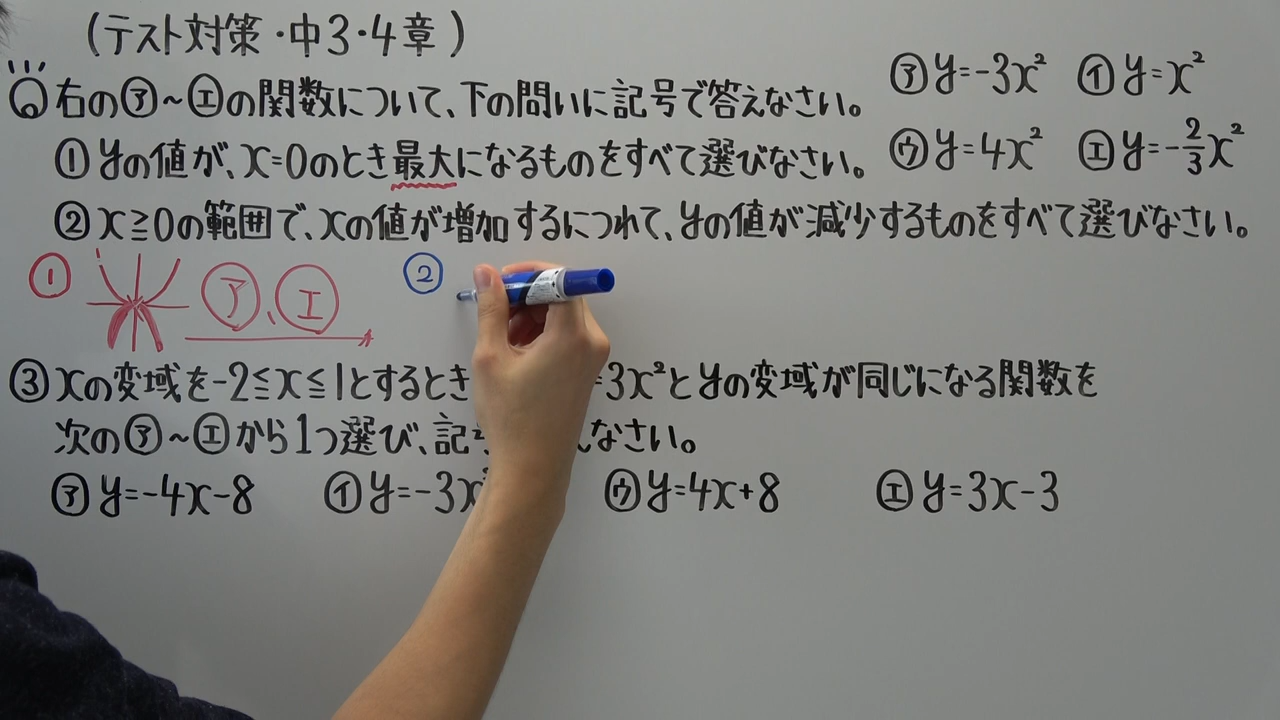 (テスト対策・中3・4章)
Q 右の㋐~㋓の関数について、下の問いに記号で答えなさい。
㋐ y=-3x² ㋑ y=x²
㋒ y=4x² ㋓ y=-2/3x²
① yの値が、x=0のとき最大になるものをすべて選びなさい。
② x≧0の範囲で、xの値が増加するにつれて、yの値が減少するものをすべて選びなさい。
① ㋐、㋓
②
③ xの変域を-2≦x≦1とするとき =3x²とyの変域が同じになる関数を
次の㋐~㋓から1つ選び、記 なさい。
㋐ y=-4x-8 ㋑ y=-3x ㋒ y=4x+8 ㋓ y=3x-3